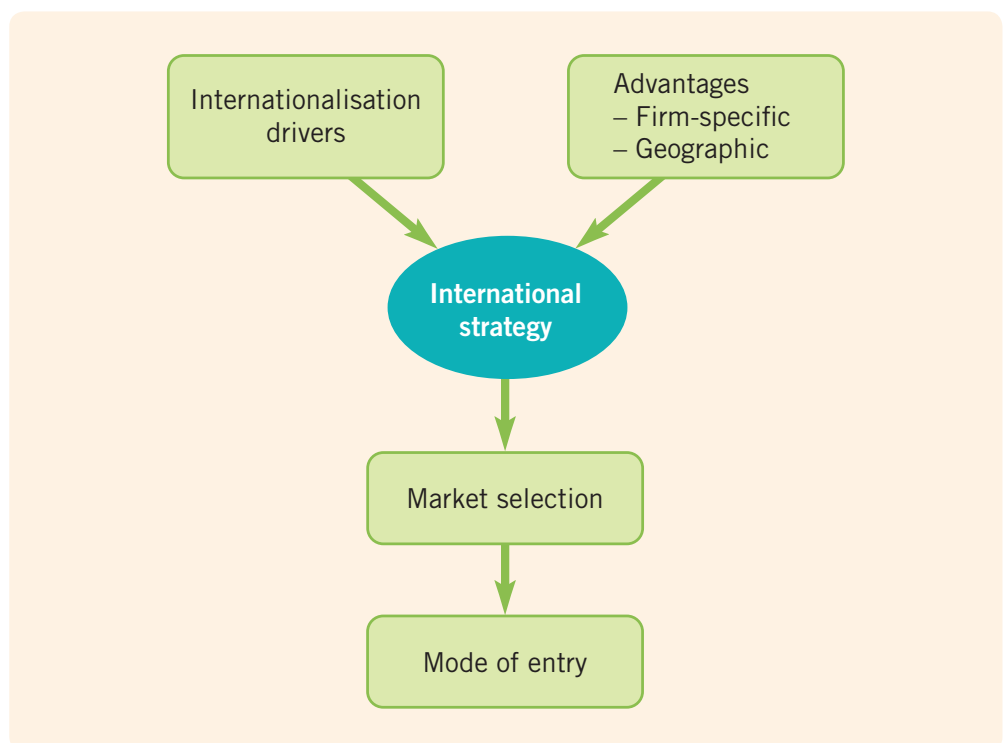 Internationalisation
drivers
Advantages
– Firm-specific
– Geographic
International
strategy
Market selection
Mode of entry